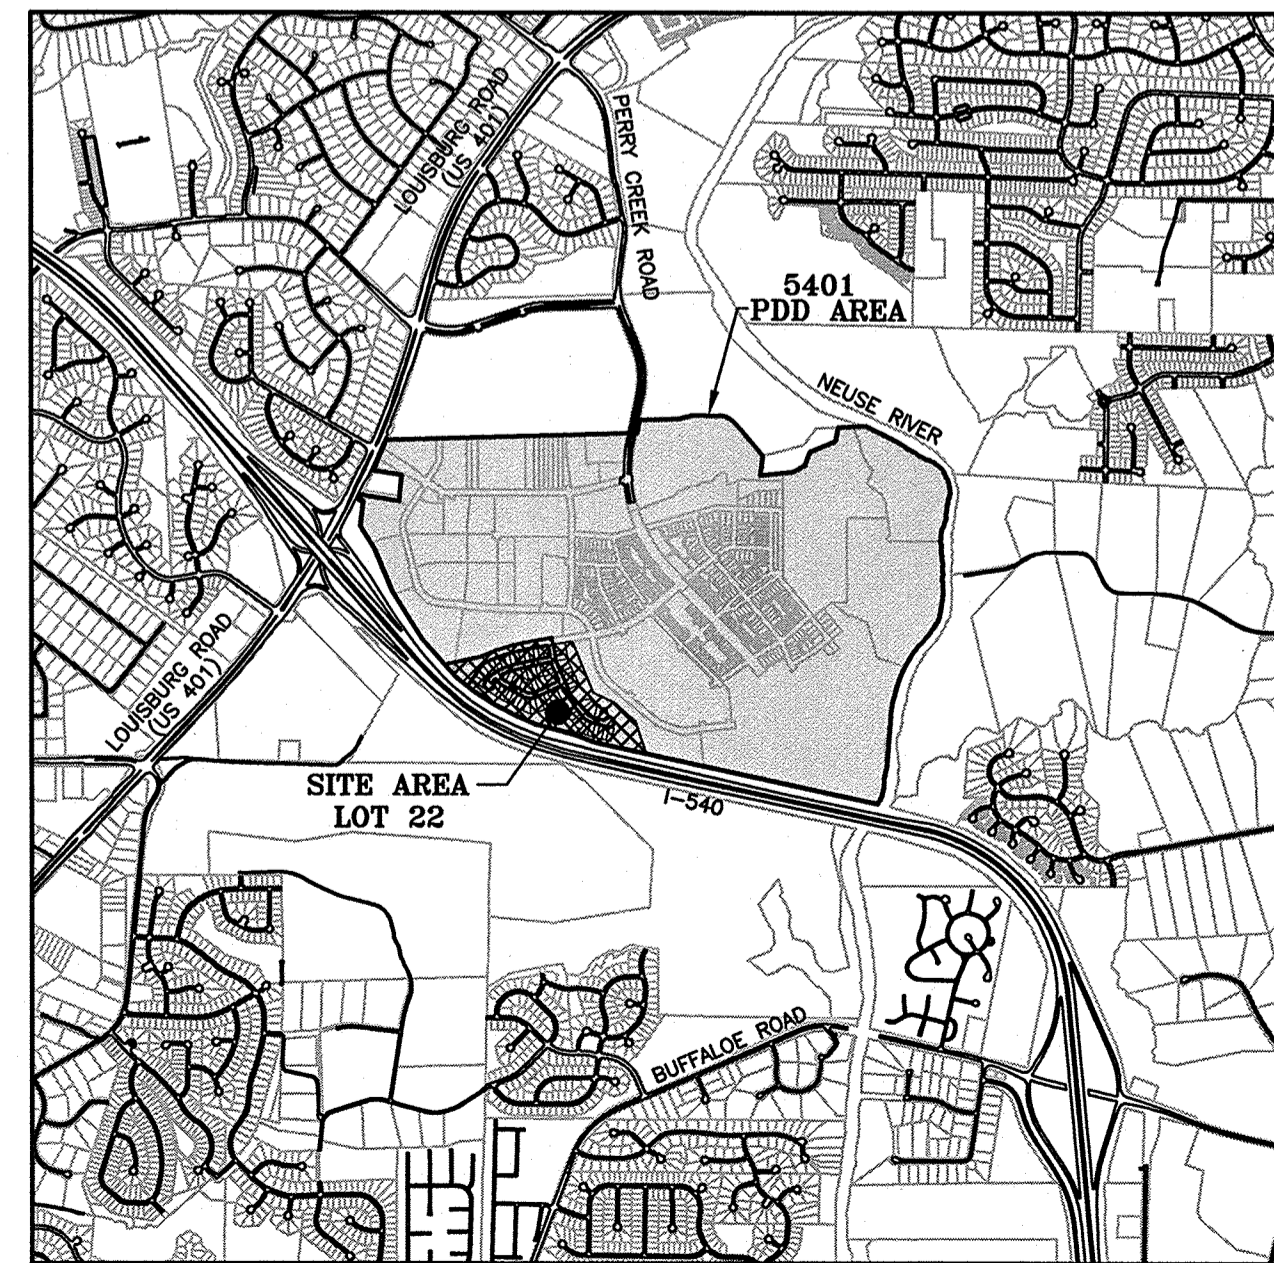 LOUISBURG ROAD
(US 401)
PERRY CREEK ROAD
5401
PDD AREA
NEUSE RIVER
LOUISBURG ROAD
(US 401)
SITE AREA
LOT 22
I-540
BUFFALOE ROAD